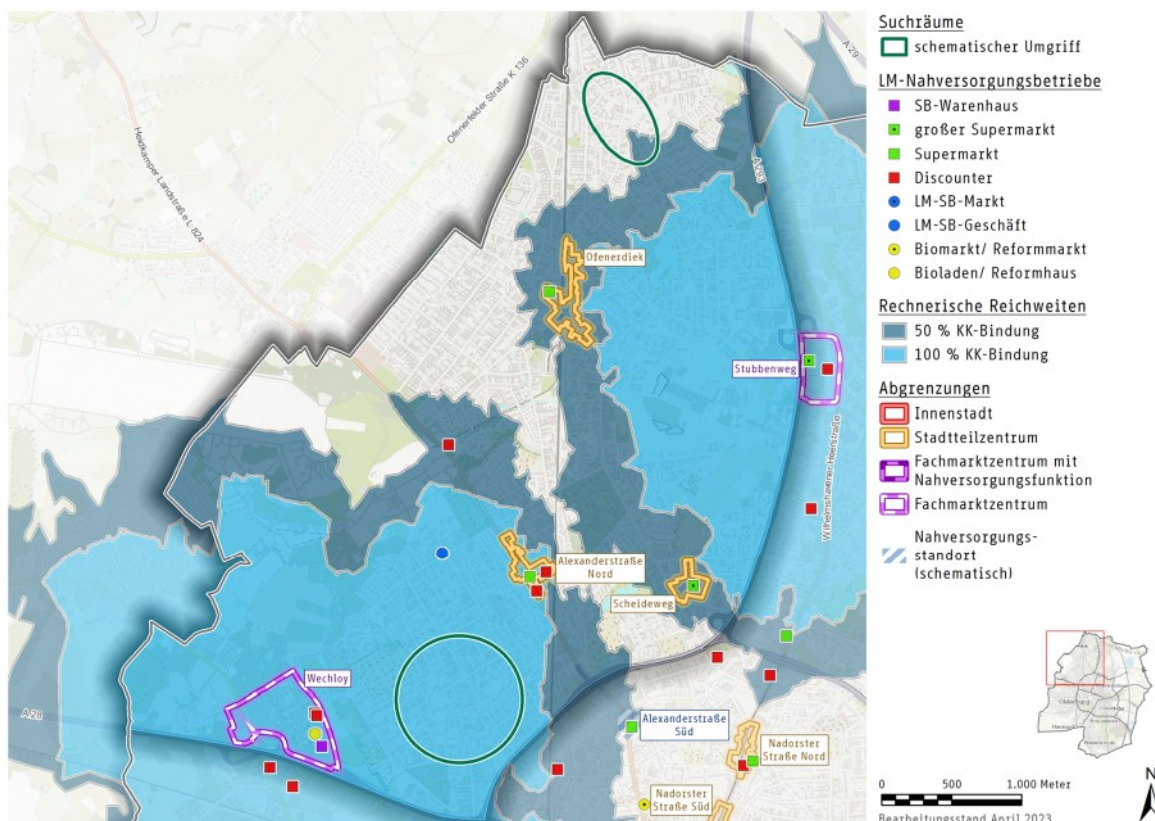 Suchräume
schematischer Umgriff
LM-Nahversorgungsbetriebe
SB-Warenhaus
großer Supermarkt
Supermarkt
Discounter
LM-SB-Markt
LM-SB-Geschäft
Biomarkt/ Reformmarkt
Bioladen/ Reformhaus
Rechnerische Reichweiten
50 % KK-Bindung
100 % KK-Bindung
Abgrenzungen
Innenstadt
Stadtteilzentrum
Fachmarktzentrum mit
Nahversorgungsfunktion
Fachmarktzentrum
Nahversorgungs-
standort
(schematisch)
0 500 1.000 Meter
N
Bearbeitungsstand April 2023
A 29
Ofenerfelder Straße K 136
Heidkamper Landstraße L 824
A 293
Ofenerdiek
Stubbenweg
Wilhelmshavener Heerstraße
Alexanderstraße
Nord
Scheideweg
Wechloy
A 28
Alexanderstraße
Süd
Nadorster
Straße Nord
Nadorster
Straße Süd